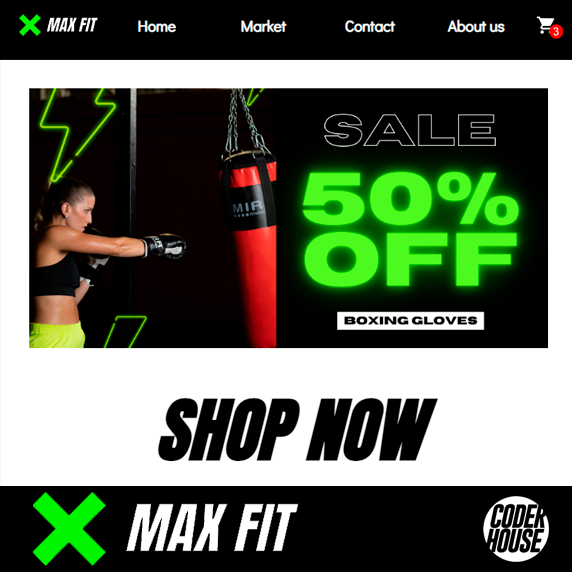 MAX FIT
Home
Market
Contact
About us
3
SALE
50%
OFF
MIR
BOXING GLOVES
SHOP NOW
MAX FIT
CODER
HOUSE